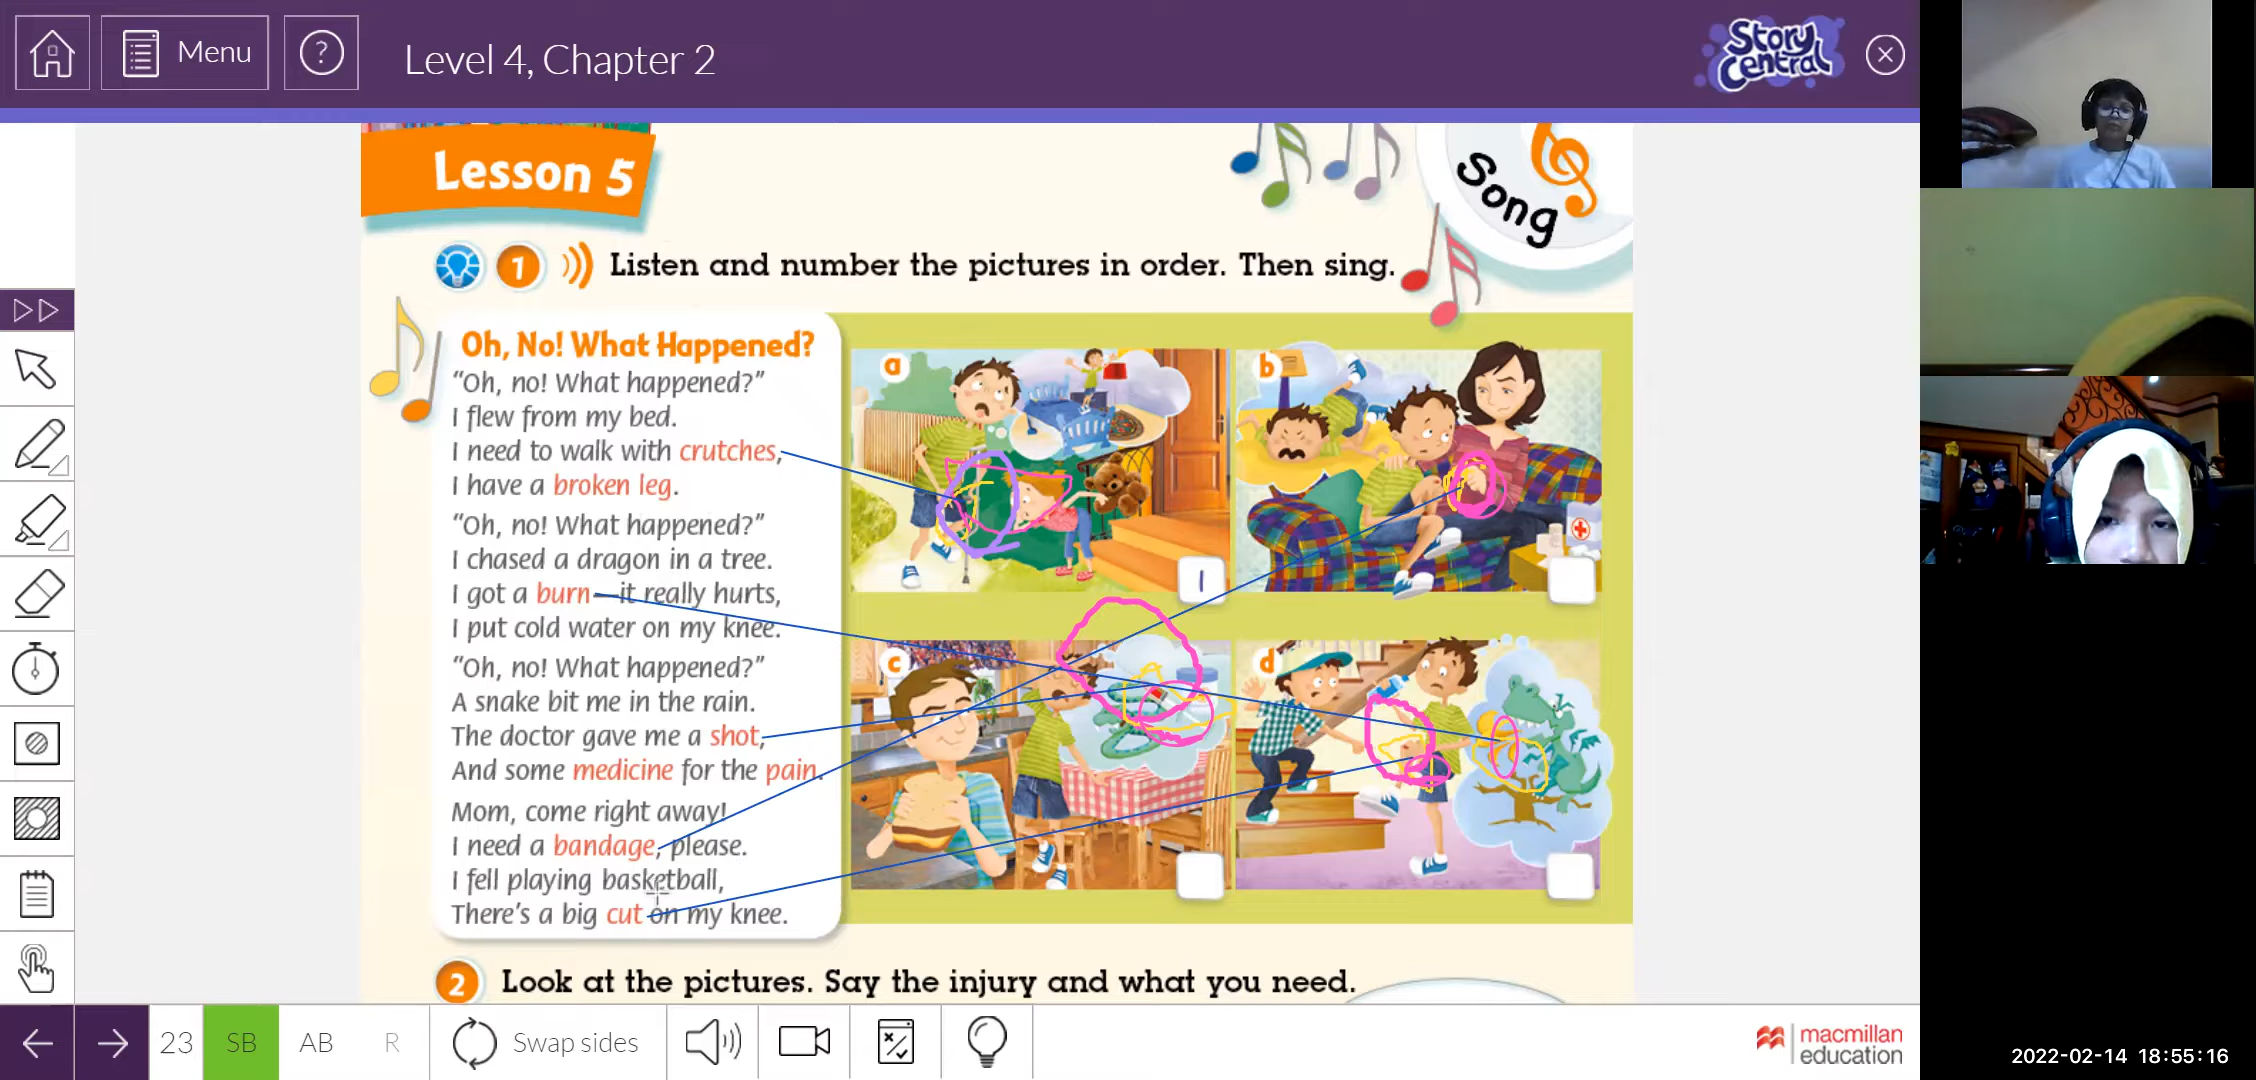 Menu
?
Level 4, Chapter 2
Story Central
Lesson 5
Song
1 Listen and number the pictures in order. Then sing.
Oh, No! What Happened?
"Oh, no! What happened?"
I flew from my bed.
I need to walk with crutches,
I have a broken leg.
"Oh, no! What happened?"
I chased a dragon in a tree.
I got a burn—it really hurts,
I put cold water on my knee.
"Oh, no! What happened?"
A snake bit me in the rain.
The doctor gave me a shot,
And some medicine for the pain.
Mom, come right away!
I need a bandage, please.
I fell playing basketball,
There's a big cut on my knee.
a
b
1
c
d
2 Look at the pictures. Say the injury and what you need.
23 SB AB R Swap sides
macmillan
education
2022-02-14 18:55:16